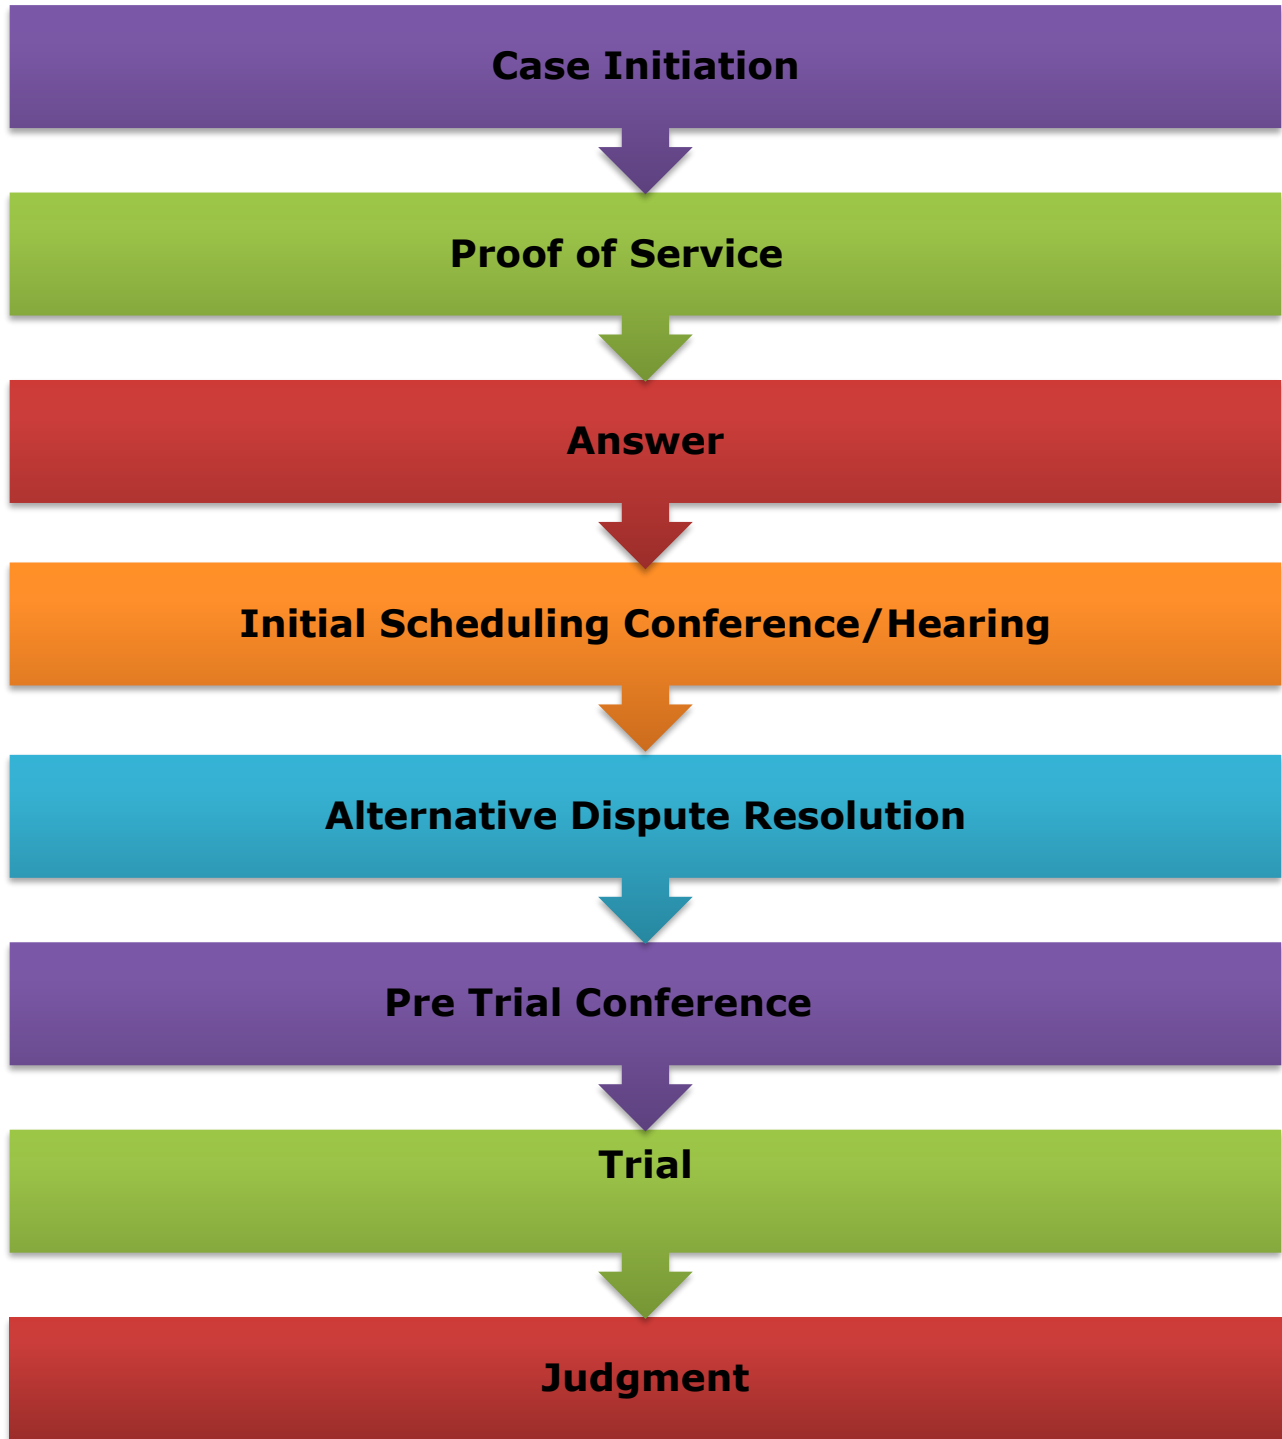 Case Initiation
Proof of Service
Answer
Initial Scheduling Conference/Hearing
Alternative Dispute Resolution
Pre Trial Conference
Trial
Judgment